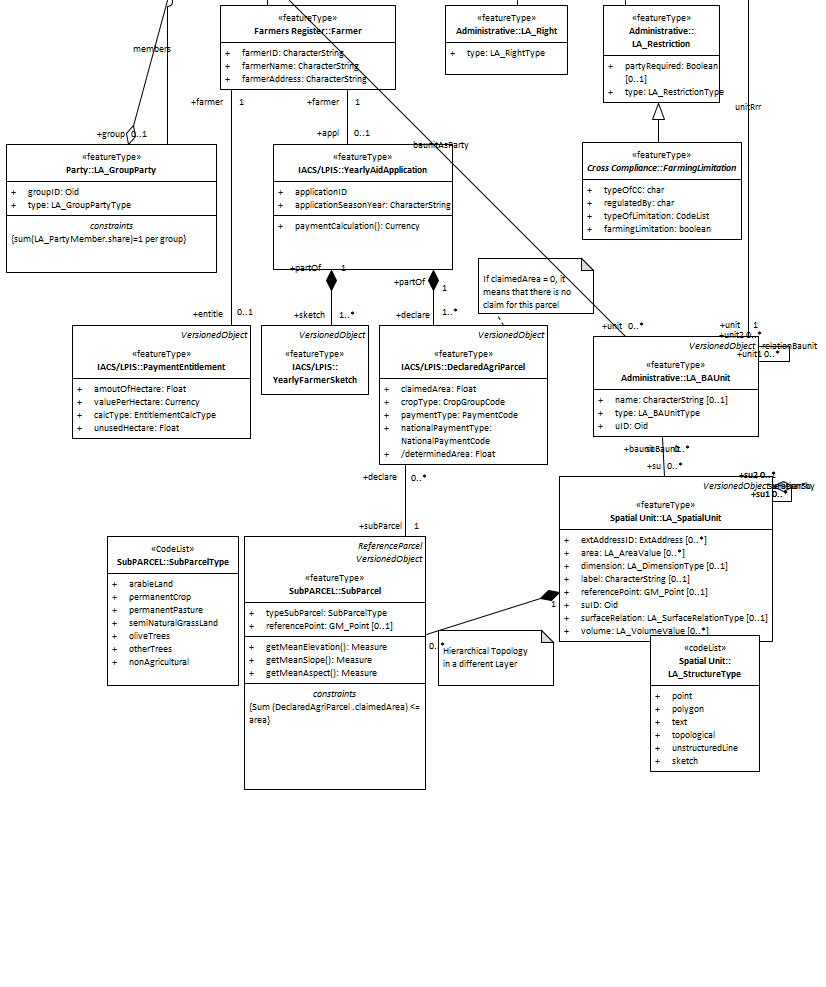 «featureType»
Farmers Register::Farmer
+ farmerID: CharacterString
+ farmerName: CharacterString
+ farmerAddress: CharacterString
«featureType»
Administrative::LA_Right
+ type: LA_RightType
«featureType»
Administrative::
LA_Restriction
+ partyRequired: Boolean
[0..1]
+ type: LA_RestrictionType
members
+farmer 1
+farmer 1
unitRrr
+group 0..1
+appl 0..1
baunitAsParty
«featureType»
Party::LA_GroupParty
+ groupID: Oid
+ type: LA_GroupPartyType
constraints
{sum(LA_PartyMember.share)=1 per group}
«featureType»
IACS/LPIS::YearlyAidApplication
+ applicationID
+ applicationSeasonYear: CharacterString
+ paymentCalculation(): Currency
«featureType»
Cross Compliance::FarmingLimitation
+ typeOfCC: char
+ regulatedBy: char
+ typeOfLimitation: CodeList
+ farmingLimitation: boolean
+partOf 1
+partOf 1
If claimedArea = 0, it
means that there is no
claim for this parcel
+entitle 0..1
+sketch 1..*
+declare 1..*
+unit 0..*
+unit 1
+unit2 0..*
relationBaunit
+unit1 0..*
VersionedObject
«featureType»
IACS/LPIS::PaymentEntitlement
+ amoutOfHectare: Float
+ valuePerHectare: Currency
+ calcType: EntitlementCalcType
+ unusedHectare: Float
VersionedObject
«featureType»
IACS/LPIS::
YearlyFarmerSketch
VersionedObject
«featureType»
IACS/LPIS::DeclaredAgriParcel
+ claimedArea: Float
+ cropType: CropGroupCode
+ paymentType: PaymentCode
+ nationalPaymentType:
NationalPaymentCode
+ /determinedArea: Float
VersionedObject
«featureType»
Administrative::LA_BAUnit
+ name: CharacterString [0..1]
+ type: LA_BAUnitType
+ uID: Oid
+su 0..*
+declare 0..*
+subParcel 1
+su2 0..1
+su1 0..*
VersionedObject
«featureType»
Spatial Unit::LA_SpatialUnit
+ extAddressID: ExtAddress [0..*]
+ area: LA_AreaValue [0..*]
+ dimension: LA_DimensionType [0..1]
+ label: CharacterString [0..1]
+ referencePoint: GM_Point [0..1]
+ suID: Oid
+ surfaceRelation: LA_SurfaceRelationType [0..1]
+ volume: LA_VolumeValue [0..*]
1
«CodeList»
SubPARCEL::SubParcelType
+ arableLand
+ permanentCrop
+ permanentPasture
+ semiNaturalGrassLand
+ oliveTrees
+ otherTrees
+ nonAgricultural
ReferenceParcel
VersionedObject
«featureType»
SubPARCEL::SubParcel
+ typeSubParcel: SubParcelType
+ referencePoint: GM_Point [0..1]
+ getMeanElevation(): Measure
+ getMeanSlope(): Measure
+ getMeanAspect(): Measure
constraints
{Sum (DeclaredAgriParcel .claimedArea) <=
area}
Hierarchical Topology
in a different Layer
«codeList»
Spatial Unit::
LA_StructureType
+ point
+ polygon
+ text
+ topological
+ unstructuredLine
+ sketch